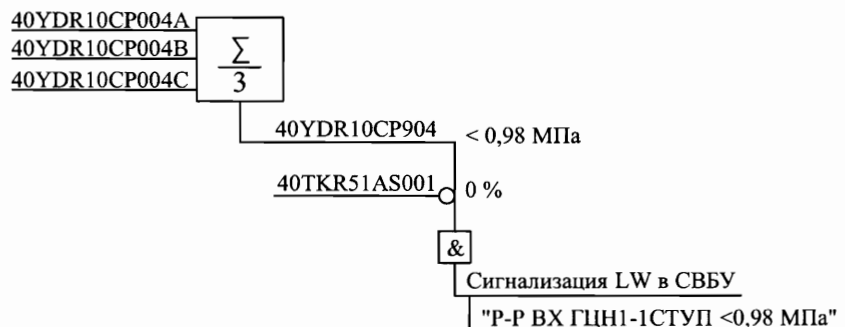 40YDR10CP004A
40YDR10CP004B
40YDR10CP004C
∑
3
40YDR10CP904 < 0,98 МПа
40TKR51AS001 0 %
&
Сигнализация LW в СВБУ
"Р-Р ВХ ГЦН1-1СТУП <0,98 МПа"